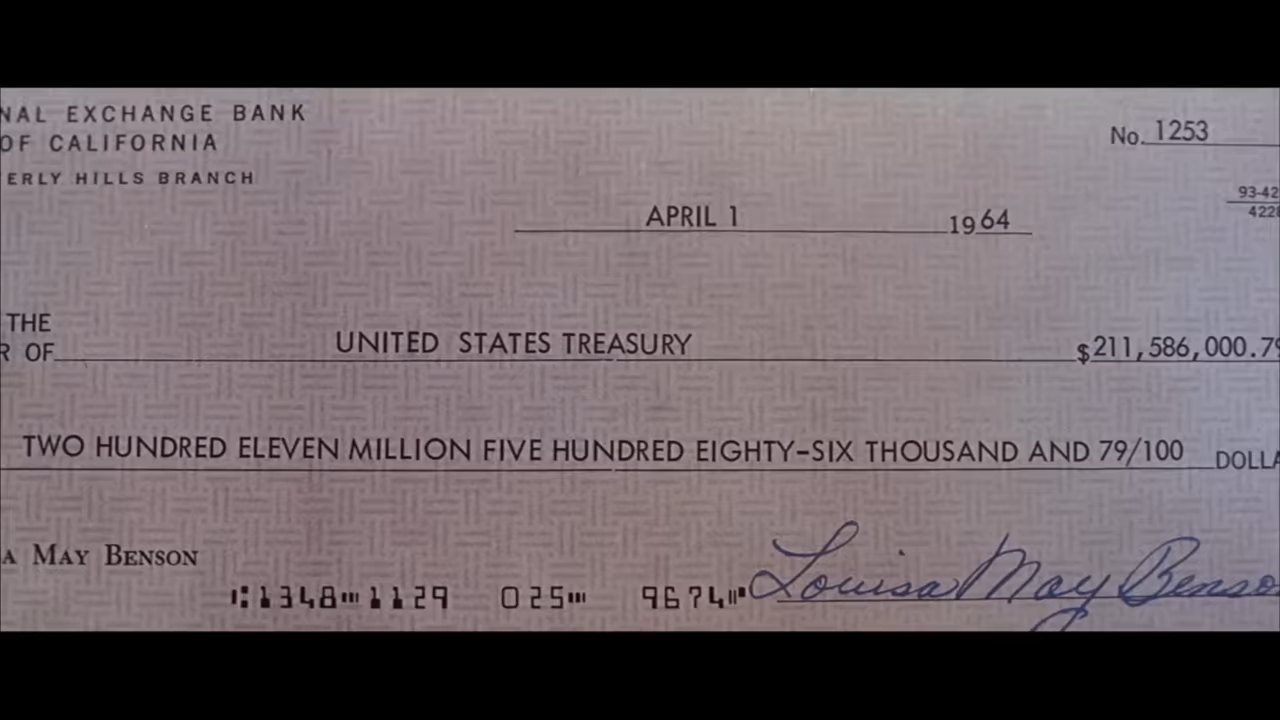 NAL EXCHANGE BANK
OF CALIFORNIA
ERLY HILLS BRANCH
No. 1253
93-42
422
APRIL 1 1964
THE
R OF UNITED STATES TREASURY $211,586,000.79
TWO HUNDRED ELEVEN MILLION FIVE HUNDRED EIGHTY-SIX THOUSAND AND 79/100 DOLLA
A MAY BENSON
1348 1129 025 9674
Louisa May Benso